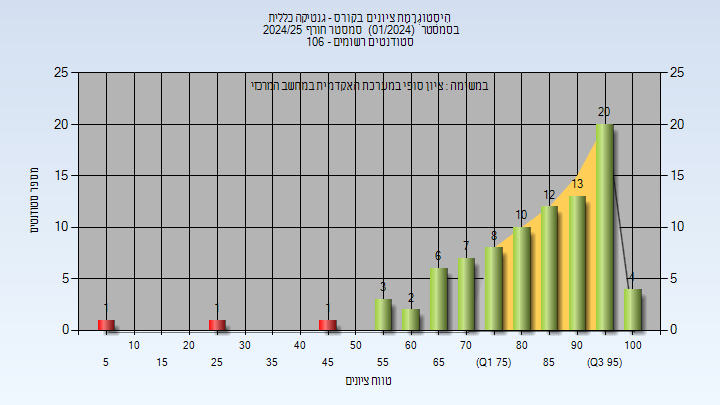 היסטוגרמת ציונים בקורס - גנטיקה כללית
בסמסטר (01/2024) סמסטר חורף 2024/25
סטודנטים רשומים - 106
במשימה : ציון סופי במערכת האקדמית במחשב המרכזי
25 25
20 20
15 15
10 10
5 5
0 0
מספר סטודנטים
1 1 1 3 2 6 7 8 10 12 13 20 4
10 20 30 40 50 60 70 80 90 100
5 15 25 35 45 55 65 (Q1 75) 85 (Q3 95)
טווח ציונים